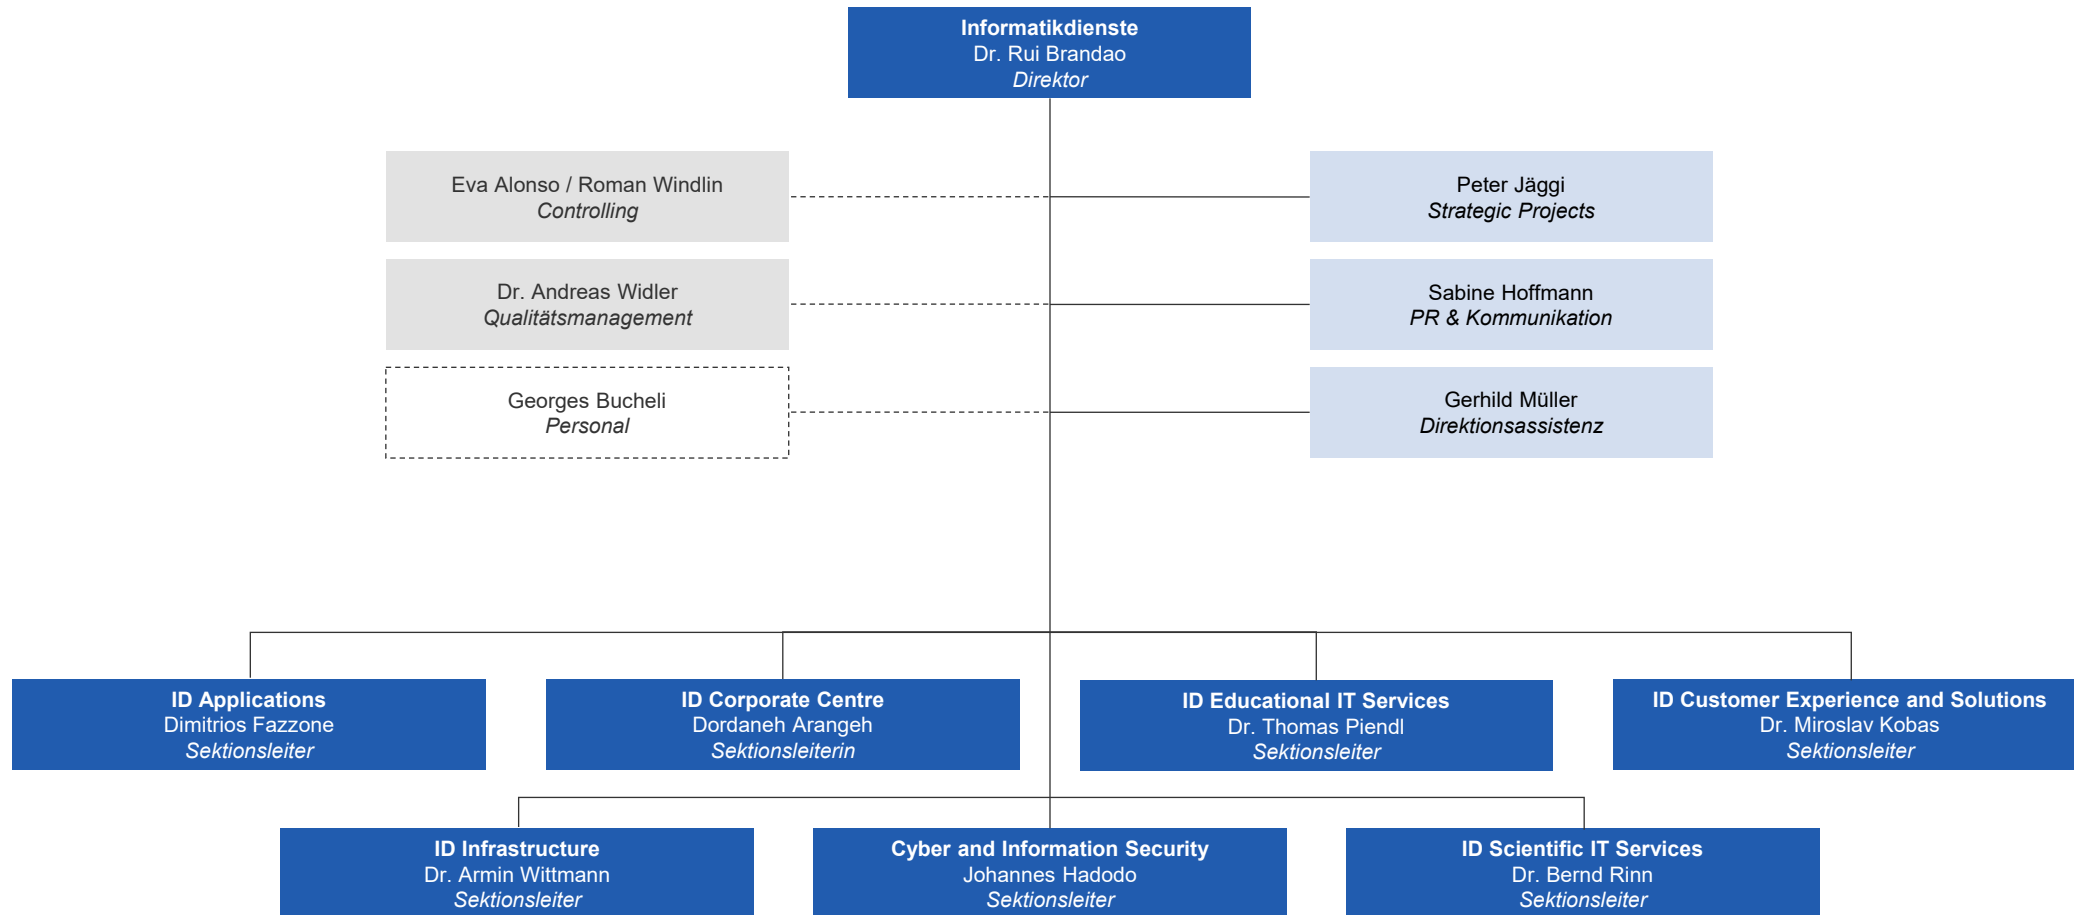 Informatikdienste
Dr. Rui Brandao
Direktor
Eva Alonso / Roman Windlin
Controlling
Peter Jäggi
Strategic Projects
Dr. Andreas Widler
Qualitätsmanagement
Sabine Hoffmann
PR & Kommunikation
Georges Bucheli
Personal
Gerhild Müller
Direktionsassistenz
ID Applications
Dimitrios Fazzone
Sektionsleiter
ID Corporate Centre
Dordaneh Arangeh
Sektionsleiterin
ID Educational IT Services
Dr. Thomas Piendl
Sektionsleiter
ID Customer Experience and Solutions
Dr. Miroslav Kobas
Sektionsleiter
ID Infrastructure
Dr. Armin Wittmann
Sektionsleiter
Cyber and Information Security
Johannes Hadodo
Sektionsleiter
ID Scientific IT Services
Dr. Bernd Rinn
Sektionsleiter